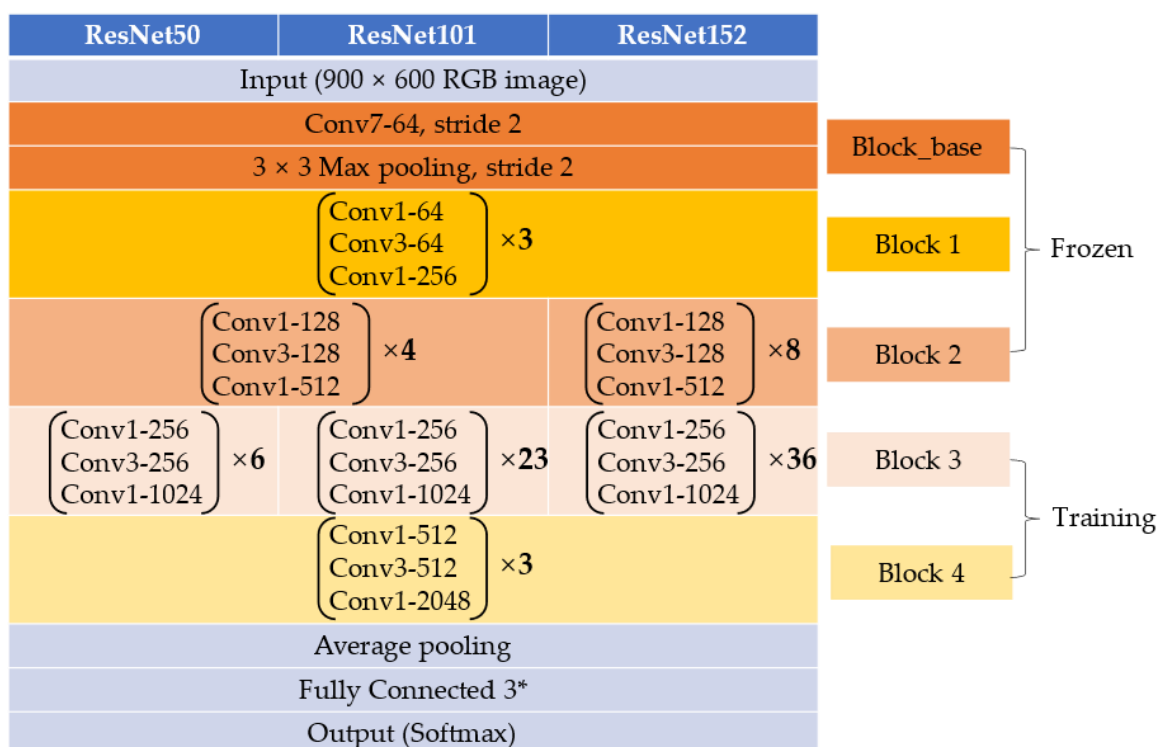 ResNet50 ResNet101 ResNet152
Input (900 × 600 RGB image)
Conv7-64, stride 2
3 × 3 Max pooling, stride 2
Block_base
Conv1-64
Conv3-64
Conv1-256
×3
Block 1
Frozen
Conv1-128
Conv3-128
Conv1-512
×4
Conv1-128
Conv3-128
Conv1-512
×8
Block 2
Conv1-256
Conv3-256
Conv1-1024
×6
Conv1-256
Conv3-256
Conv1-1024
×23
Conv1-256
Conv3-256
Conv1-1024
×36
Block 3
Training
Conv1-512
Conv3-512
Conv1-2048
×3
Block 4
Average pooling
Fully Connected 3*
Output (Softmax)